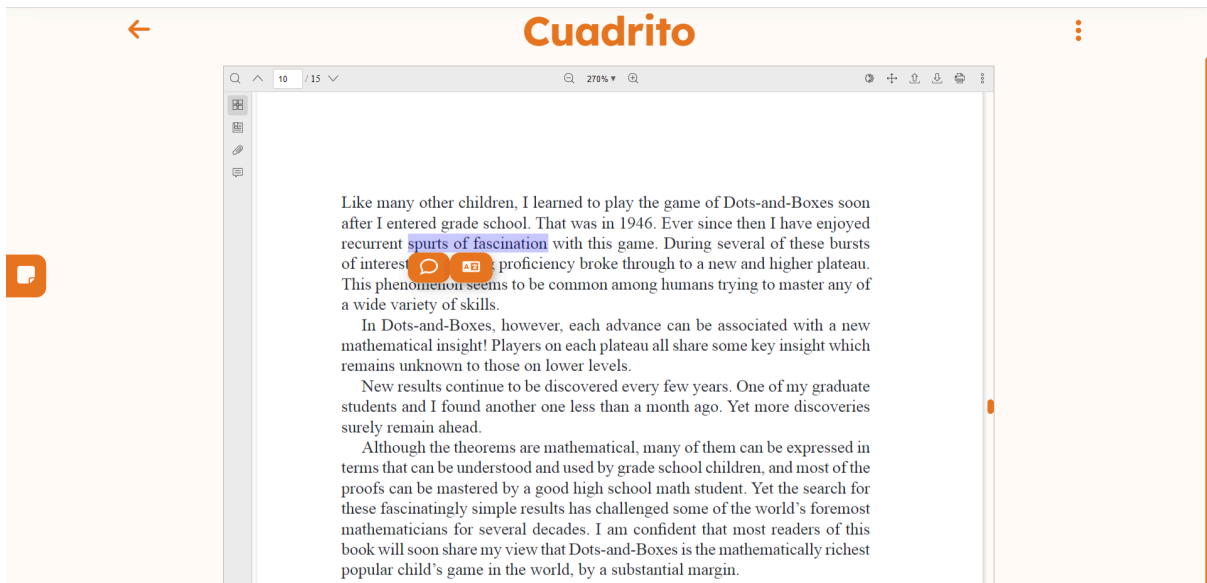 Cuadrito
10 / 15
270%
Like many other children, I learned to play the game of Dots-and-Boxes soon
after I entered grade school. That was in 1946. Ever since then I have enjoyed
recurrent spurts of fascination with this game. During several of these bursts
of interest proficiency broke through to a new and higher plateau.
This phenomenon seems to be common among humans trying to master any of
a wide variety of skills.
In Dots-and-Boxes, however, each advance can be associated with a new
mathematical insight! Players on each plateau all share some key insight which
remains unknown to those on lower levels.
New results continue to be discovered every few years. One of my graduate
students and I found another one less than a month ago. Yet more discoveries
surely remain ahead.
Although the theorems are mathematical, many of them can be expressed in
terms that can be understood and used by grade school children, and most of the
proofs can be mastered by a good high school math student. Yet the search for
these fascinatingly simple results has challenged some of the world's foremost
mathematicians for several decades. I am confident that most readers of this
book will soon share my view that Dots-and-Boxes is the mathematically richest
popular child's game in the world, by a substantial margin.